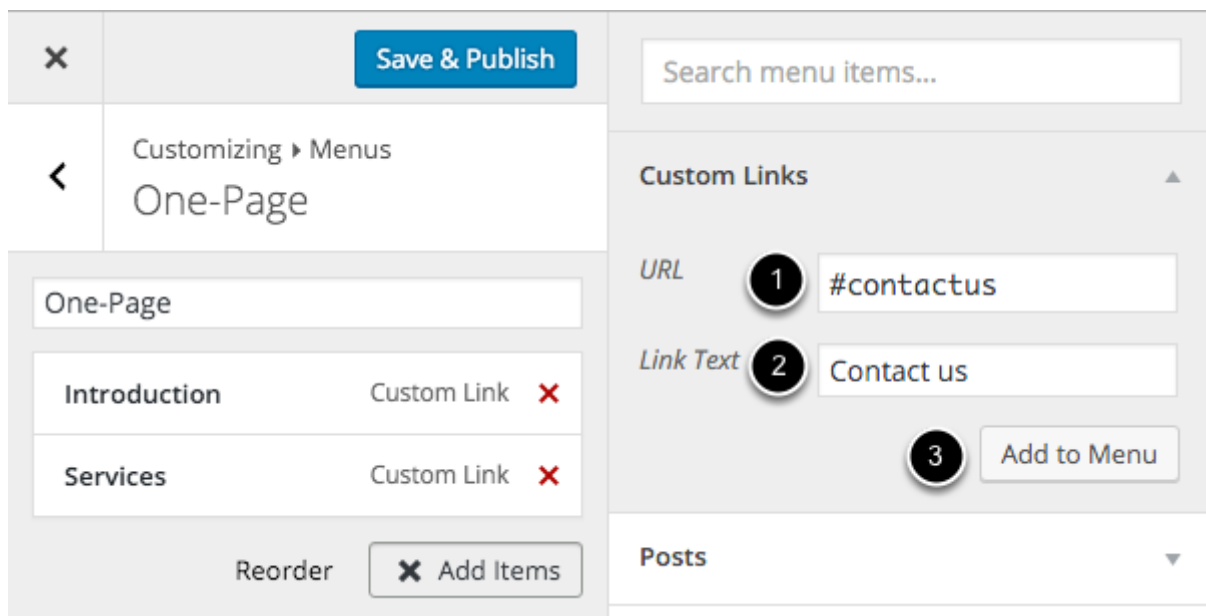 Save & Publish
Customizing ▸ Menus
One-Page
One-Page
Introduction Custom Link
Services Custom Link
Reorder Add Items
Search menu items...
Custom Links
URL 1 #contactus
Link Text 2 Contact us
3 Add to Menu
Posts